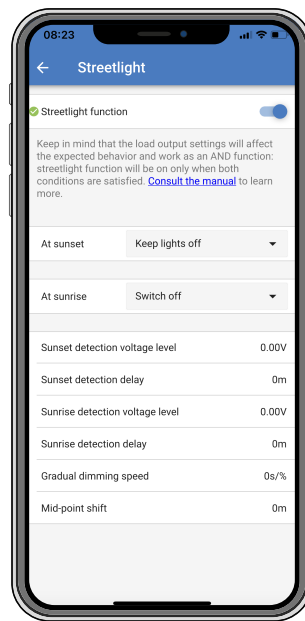 08:23
Streetlight
Streetlight function
Keep in mind that the load output settings will affect
the expected behavior and work as an AND function:
streetlight function will be on only when both
conditions are satisfied. Consult the manual to learn
more.
At sunset Keep lights off
At sunrise Switch off
Sunset detection voltage level 0.00V
Sunset detection delay 0m
Sunrise detection voltage level 0.00V
Sunrise detection delay 0m
Gradual dimming speed 0s/%
Mid-point shift 0m